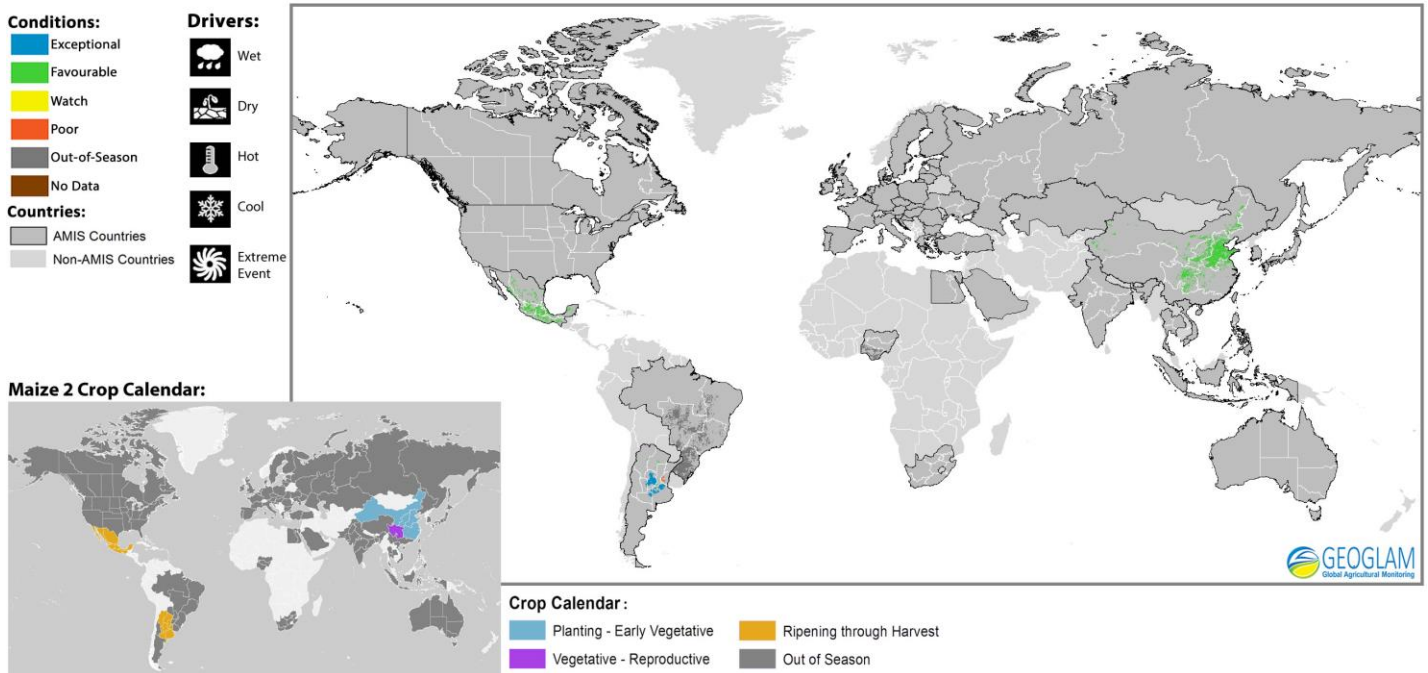 Conditions:
Exceptional
Favourable
Watch
Poor
Out-of-Season
No Data
Countries:
AMIS Countries
Non-AMIS Countries
Drivers:
Wet
Dry
Hot
Cool
Extreme
Event
Maize 2 Crop Calendar:
GEOGLAM
Global Agricultural Monitoring
Crop Calendar :
Planting - Early Vegetative
Vegetative - Reproductive
Ripening through Harvest
Out of Season